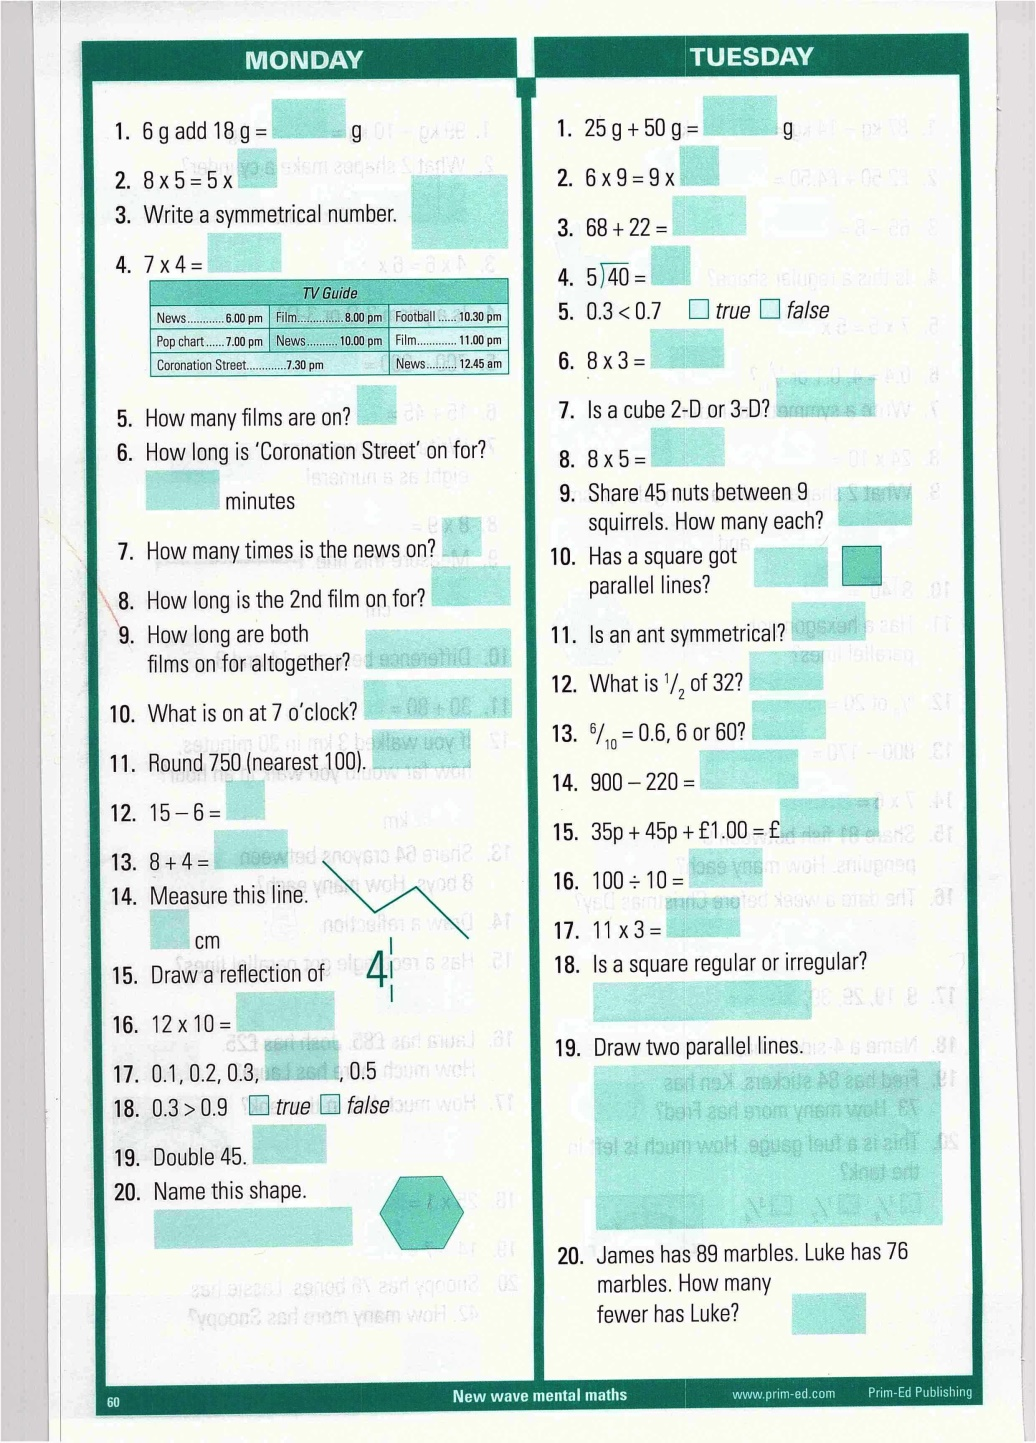 MONDAY
1. 6 g add 18 g = g
2. 8 x 5 = 5 x
3. Write a symmetrical number.
4. 7 x 4 =
TV Guide
News............6.00 pm Film..............8.00 pm Football......10.30 pm
Pop chart......7.00 pm News..........10.00 pm Film.............11.00 pm
Coronation Street.............7.30 pm News..........12.45 am
5. How many films are on?
6. How long is 'Coronation Street' on for?
minutes
7. How many times is the news on?
8. How long is the 2nd film on for?
9. How long are both
films on for altogether?
10. What is on at 7 o'clock?
11. Round 750 (nearest 100).
12. 15 – 6 =
13. 8 + 4 =
14. Measure this line.
cm
15. Draw a reflection of 4
16. 12 x 10 =
17. 0.1, 0.2, 0.3, , 0.5
18. 0.3 > 0.9 □ true □ false
19. Double 45.
20. Name this shape.
TUESDAY
1. 25 g + 50 g = g
2. 6 x 9 = 9 x
3. 68 + 22 =
4. 5)40 =
5. 0.3 < 0.7 □ true □ false
6. 8 x 3 =
7. Is a cube 2-D or 3-D?
8. 8 x 5 =
9. Share 45 nuts between 9
squirrels. How many each?
10. Has a square got
parallel lines?
11. Is an ant symmetrical?
12. What is 1/2 of 32?
13. 6/10 = 0.6, 6 or 60?
14. 900 – 220 =
15. 35p + 45p + £1.00 = £
16. 100 ÷ 10 =
17. 11 x 3 =
18. Is a square regular or irregular?
19. Draw two parallel lines.
20. James has 89 marbles. Luke has 76
marbles. How many
fewer has Luke?
60 New wave mental maths www.prim-ed.com Prim-Ed Publishing